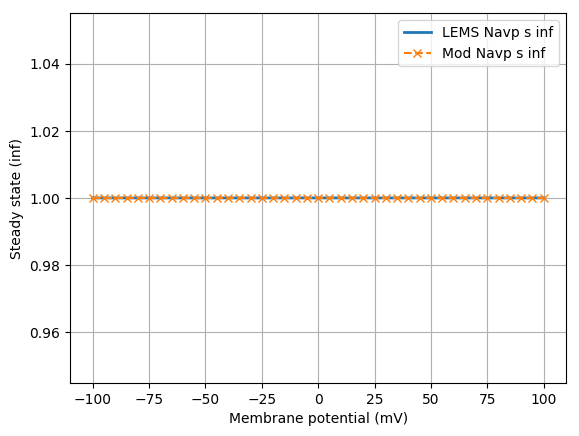 LEMS Navp s inf
Mod Navp s inf
1.04
1.02
1.00
0.98
0.96
Steady state (inf)
−100 −75 −50 −25 0 25 50 75 100
Membrane potential (mV)